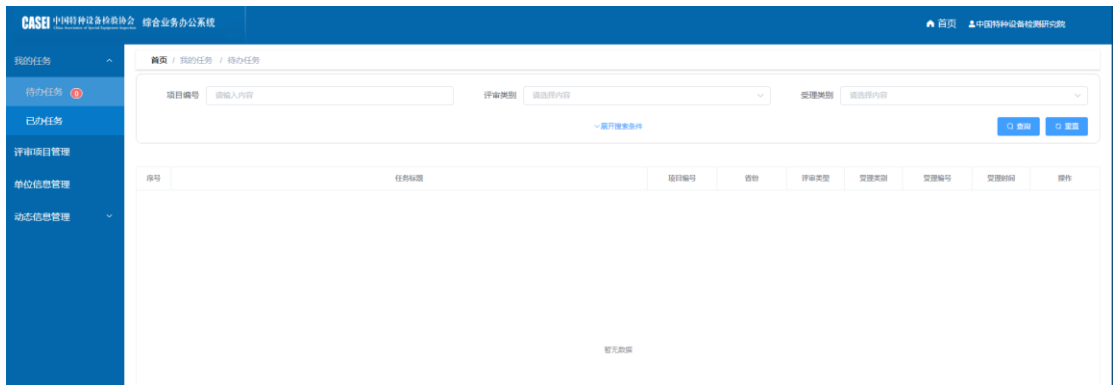 CASEI 中国特种设备检验协会 综合业务办公系统
首页 中国特种设备检测研究院
我的任务
首页 / 我的任务 / 待办任务
待办任务 0
已办任务
评审项目管理
单位信息管理
动态信息管理
项目编号 请输入内容 评审类别 请选择内容 受理类别 请选择内容
展开搜索条件 查询 重置
序号 任务标题 项目编号 省份 评审类型 受理类别 受理编号 受理时间 操作
暂无数据